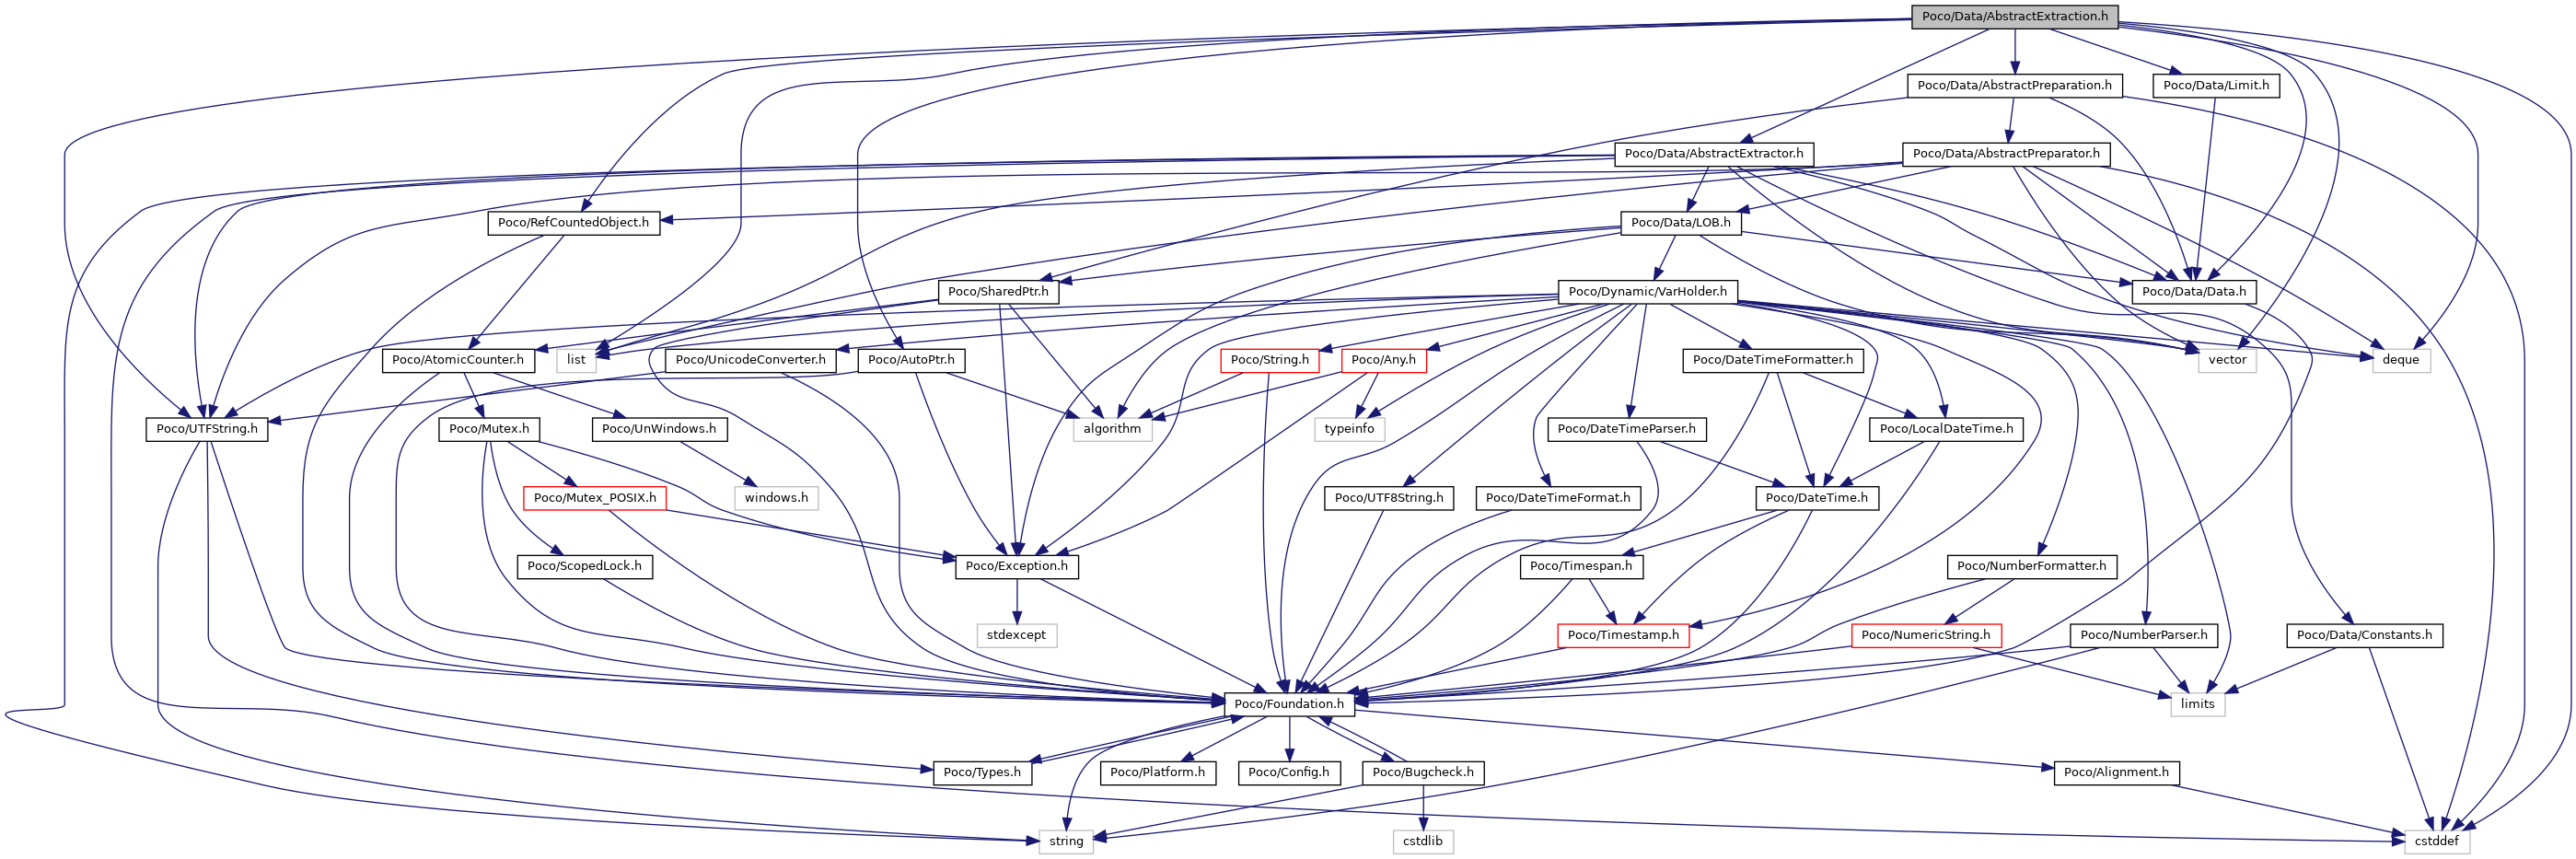 Poco/Data/AbstractExtraction.h
Poco/Data/AbstractPreparation.h
Poco/Data/Limit.h
Poco/Data/AbstractExtractor.h
Poco/Data/AbstractPreparator.h
Poco/RefCountedObject.h
Poco/Data/LOB.h
Poco/SharedPtr.h
Poco/Dynamic/VarHolder.h
Poco/Data/Data.h
Poco/AtomicCounter.h
list
Poco/UnicodeConverter.h
Poco/AutoPtr.h
Poco/String.h
Poco/Any.h
Poco/DateTimeFormatter.h
vector
deque
Poco/UTFString.h
Poco/Mutex.h
Poco/UnWindows.h
algorithm
typeinfo
Poco/DateTimeParser.h
Poco/LocalDateTime.h
Poco/Mutex_POSIX.h
windows.h
Poco/UTF8String.h
Poco/DateTimeFormat.h
Poco/DateTime.h
Poco/ScopedLock.h
Poco/Exception.h
Poco/Timespan.h
Poco/NumberFormatter.h
stdexcept
Poco/Timestamp.h
Poco/NumericString.h
Poco/NumberParser.h
Poco/Data/Constants.h
Poco/Foundation.h
limits
Poco/Types.h
Poco/Platform.h
Poco/Config.h
Poco/Bugcheck.h
Poco/Alignment.h
string
cstdlib
cstddef